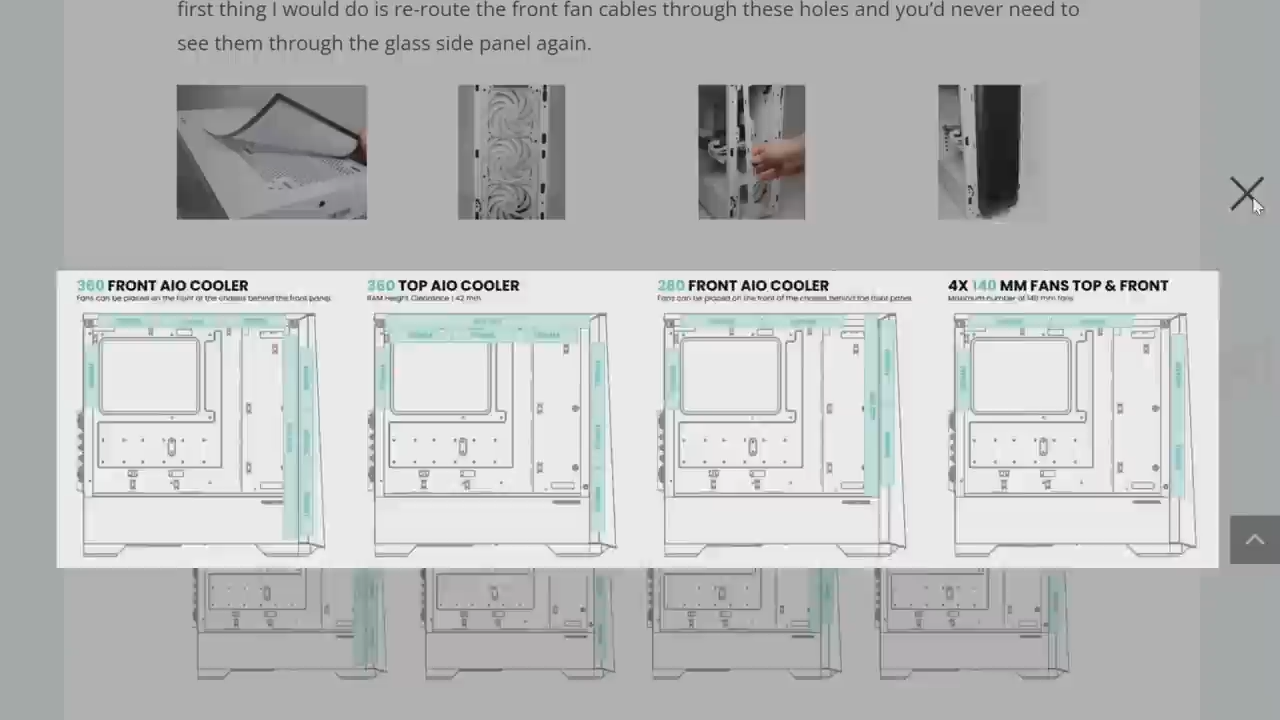 first thing I would do is re-route the front fan cables through these holes and you’d never need to
see them through the glass side panel again.
360 FRONT AIO COOLER
Fans can be placed on the front of the chassis behind the front panel.
360 TOP AIO COOLER
RAM Height Clearance | 42 mm
280 FRONT AIO COOLER
Fans can be placed on the front of the chassis behind the front panel.
4X 140 MM FANS TOP & FRONT
Maximum number of 140 mm fans